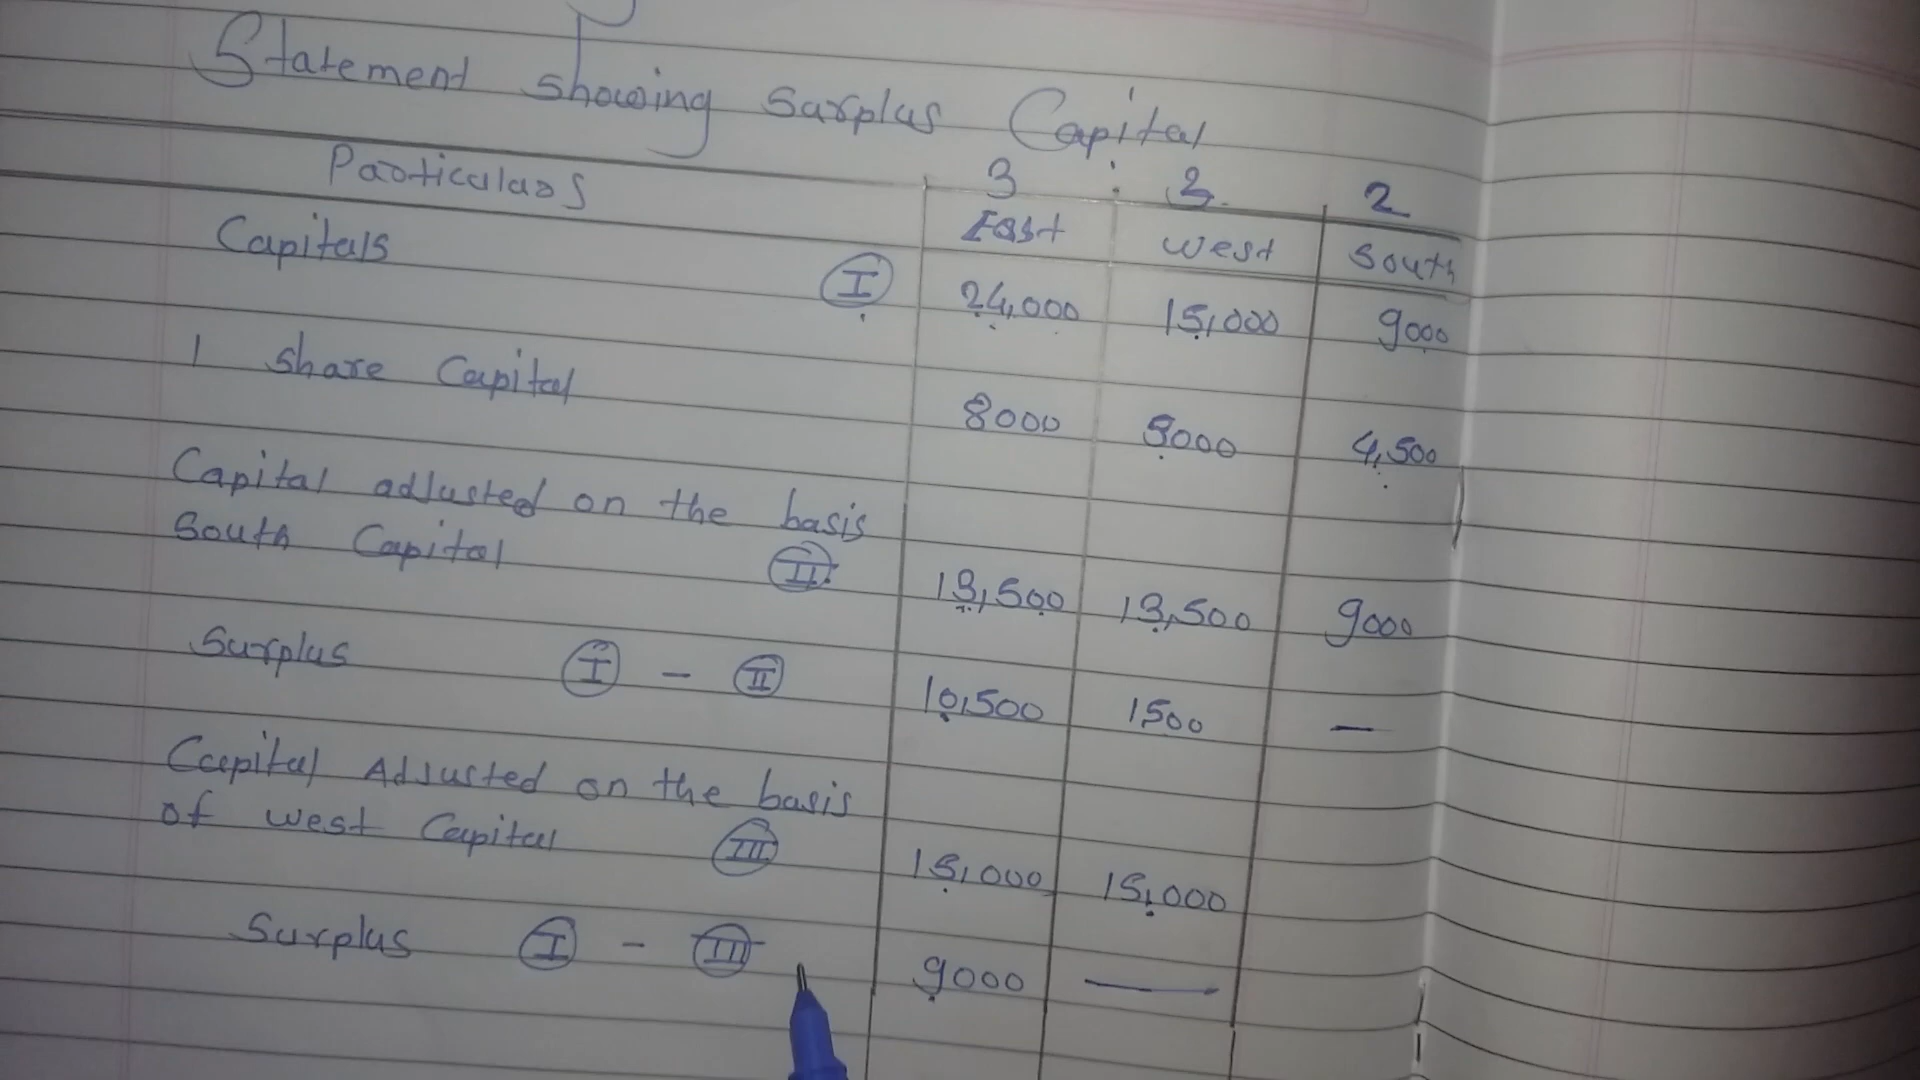 Statement showing Surplus Capital
Particulars 3 : 3 2
East West South
Capitals I 24,000 15,000 9000
1 Share Capital 8000 5000 4,500
Capital adjusted on the basis
South Capital II 13,500 13,500 9000
Surplus I - II 10,500 1500 —
Capital Adjusted on the basis
of west Capital III 15,000 15,000
Surplus I - III 9000 —